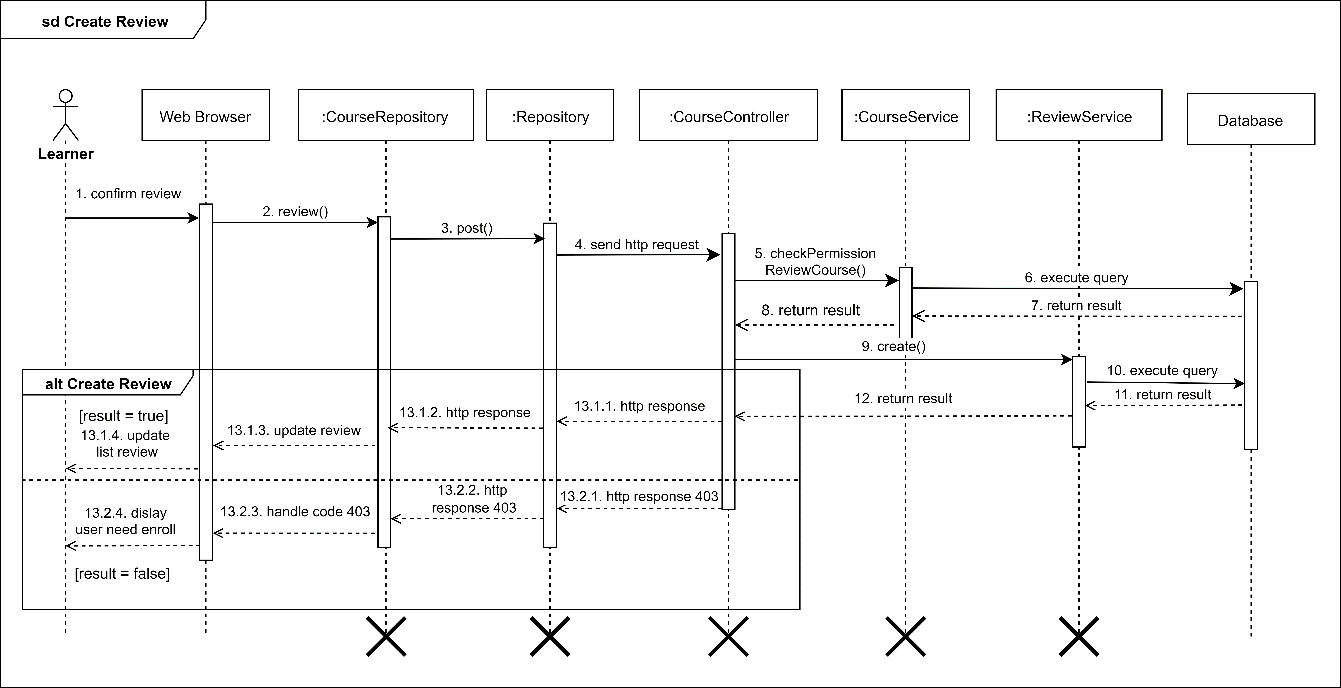 sd Create Review
Learner
Web Browser
:CourseRepository
:Repository
:CourseController
:CourseService
:ReviewService
Database
1. confirm review
2. review()
3. post()
4. send http request
5. checkPermission
ReviewCourse()
6. execute query
7. return result
8. return result
9. create()
10. execute query
11. return result
12. return result
alt Create Review
[result = true]
13.1.1. http response
13.1.2. http response
13.1.3. update review
13.1.4. update
list review
13.2.1. http response 403
13.2.2. http
response 403
13.2.3. handle code 403
13.2.4. dislay
user need enroll
[result = false]